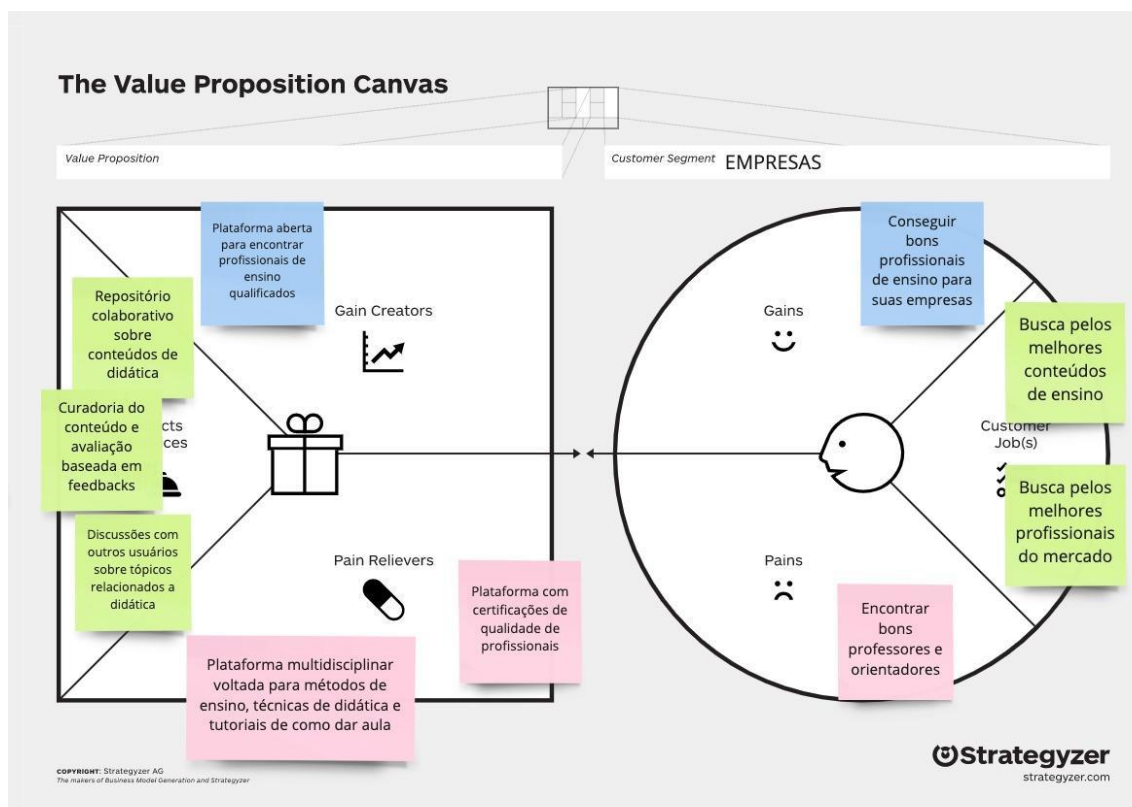 The Value Proposition Canvas
Value Proposition
Customer Segment EMPRESAS
Plataforma aberta
para encontrar
profissionais de
ensino
qualificados
Repositório
colaborativo
sobre
conteúdos de
didática
Gain Creators
Curadoria do
conteúdo e
avaliação
baseada em
feedbacks
cts
ces
Discussões com
outros usuários
sobre tópicos
relacionados a
didática
Pain Relievers
Plataforma com
certificações de
qualidade de
profissionais
Plataforma multidisciplinar
voltada para métodos de
ensino, técnicas de didática e
tutoriais de como dar aula
Conseguir
bons
profissionais
de ensino para
suas empresas
Gains
Busca pelos
melhores
conteúdos
de ensino
Customer
Job(s)
Busca pelos
melhores
profissionais
do mercado
Pains
Encontrar
bons
professores e
orientadores
COPYRIGHT: Strategyzer AG
The makers of Business Model Generation and Strategyzer
Strategyzer
strategyzer.com